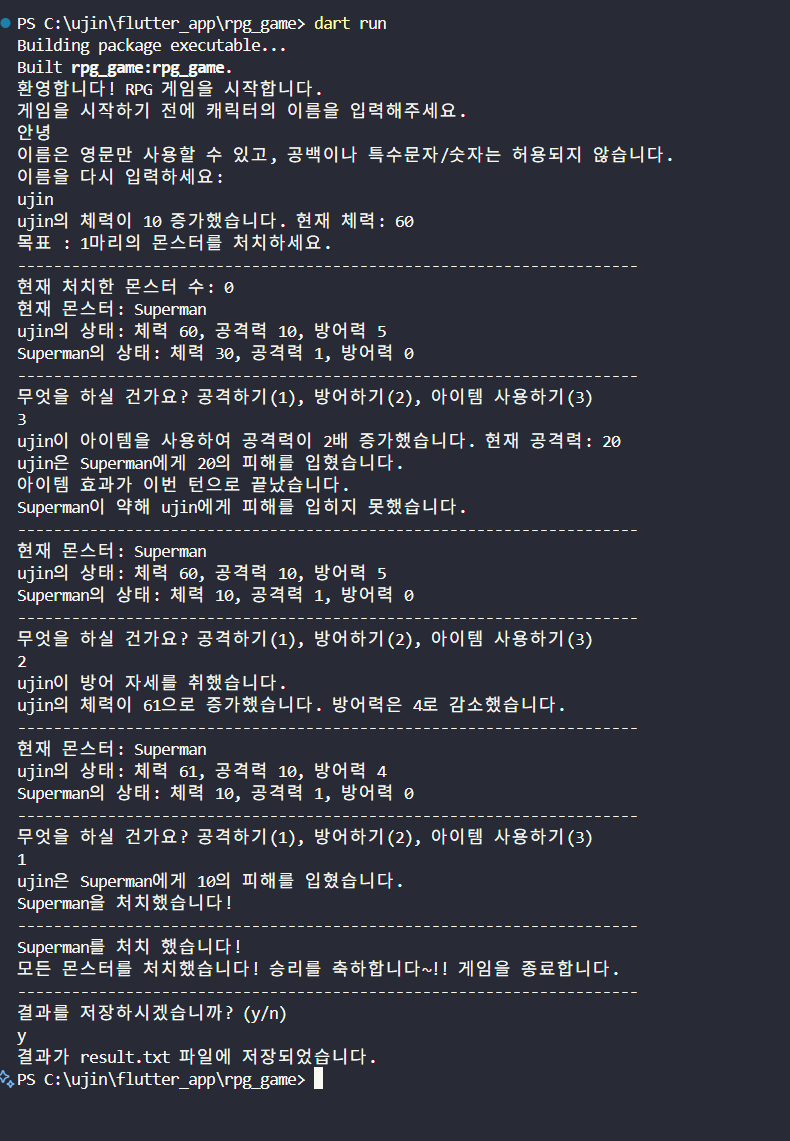 PS C:\ujin\flutter_app\rpg_game> dart run
Building package executable...
Built rpg_game:rpg_game.
환영합니다! RPG 게임을 시작합니다.
게임을 시작하기 전에 캐릭터의 이름을 입력해주세요.
안녕
이름은 영문만 사용할 수 있고, 공백이나 특수문자/숫자는 허용되지 않습니다.
이름을 다시 입력하세요:
ujin
ujin의 체력이 10 증가했습니다. 현재 체력: 60
목표 : 1마리의 몬스터를 처치하세요.
---------------------------------------------------------------------
현재 처치한 몬스터 수: 0
현재 몬스터: Superman
ujin의 상태: 체력 60, 공격력 10, 방어력 5
Superman의 상태: 체력 30, 공격력 1, 방어력 0
---------------------------------------------------------------------
무엇을 하실 건가요? 공격하기(1), 방어하기(2), 아이템 사용하기(3)
3
ujin이 아이템을 사용하여 공격력이 2배 증가했습니다. 현재 공격력: 20
ujin은 Superman에게 20의 피해를 입혔습니다.
아이템 효과가 이번 턴으로 끝났습니다.
Superman이 약해 ujin에게 피해를 입히지 못했습니다.
---------------------------------------------------------------------
현재 몬스터: Superman
ujin의 상태: 체력 60, 공격력 10, 방어력 5
Superman의 상태: 체력 10, 공격력 1, 방어력 0
---------------------------------------------------------------------
무엇을 하실 건가요? 공격하기(1), 방어하기(2), 아이템 사용하기(3)
2
ujin이 방어 자세를 취했습니다.
ujin의 체력이 61으로 증가했습니다. 방어력은 4로 감소했습니다.
---------------------------------------------------------------------
현재 몬스터: Superman
ujin의 상태: 체력 61, 공격력 10, 방어력 4
Superman의 상태: 체력 10, 공격력 1, 방어력 0
---------------------------------------------------------------------
무엇을 하실 건가요? 공격하기(1), 방어하기(2), 아이템 사용하기(3)
1
ujin은 Superman에게 10의 피해를 입혔습니다.
Superman을 처치했습니다!
---------------------------------------------------------------------
Superman를 처치 했습니다!
모든 몬스터를 처치했습니다! 승리를 축하합니다~!! 게임을 종료합니다.
---------------------------------------------------------------------
결과를 저장하시겠습니까? (y/n)
y
결과가 result.txt 파일에 저장되었습니다.
PS C:\ujin\flutter_app\rpg_game>